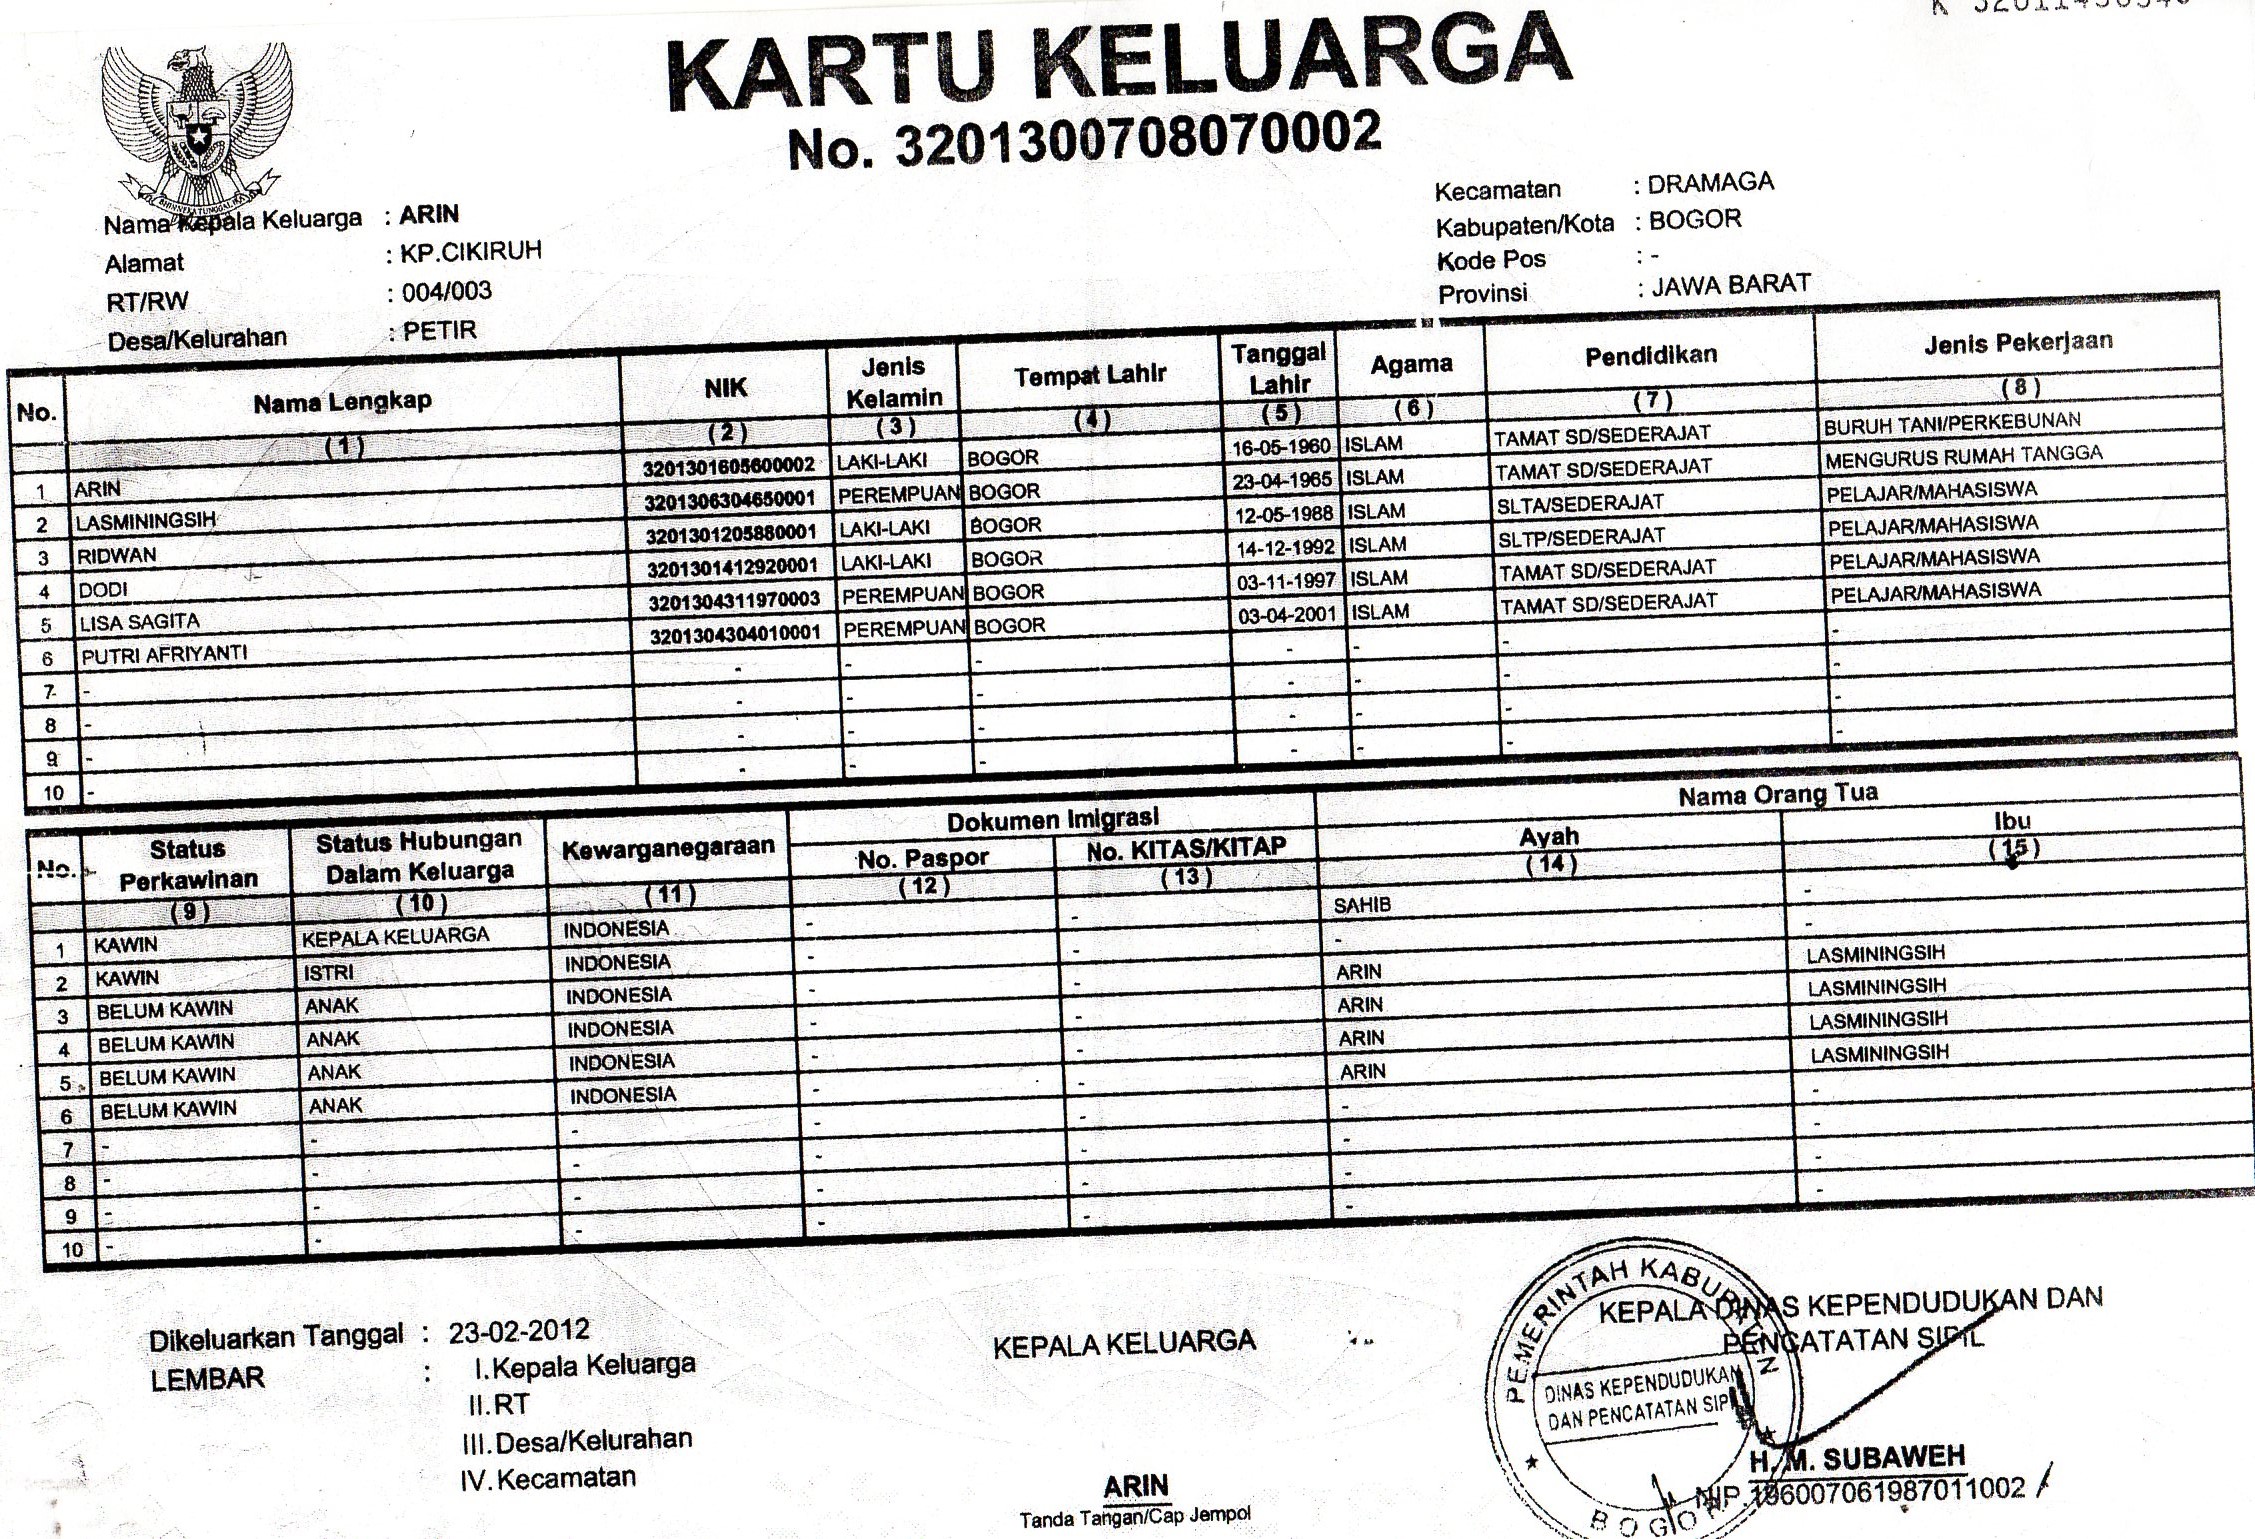 KARTU KELUARGA
No. 3201300708070002
Nama Kepala Keluarga : ARIN
Alamat : KP.CIKIRUH
RT/RW : 004/003
Desa/Kelurahan : PETIR
Kecamatan : DRAMAGA
Kabupaten/Kota : BOGOR
Kode Pos : -
Provinsi : JAWA BARAT
No. Nama Lengkap NIK Jenis Kelamin Tempat Lahir Tanggal Lahir Agama Pendidikan Jenis Pekerjaan
(1) (2) (3) (4) (5) (6) (7) (8)
1 ARIN 3201301605600002 LAKI-LAKI BOGOR 16-05-1960 ISLAM TAMAT SD/SEDERAJAT BURUH TANI/PERKEBUNAN
2 LASMININGSIH 3201306304650001 PEREMPUAN BOGOR 23-04-1965 ISLAM TAMAT SD/SEDERAJAT MENGURUS RUMAH TANGGA
3 RIDWAN 3201301205880001 LAKI-LAKI BOGOR 12-05-1988 ISLAM SLTA/SEDERAJAT PELAJAR/MAHASISWA
4 DODI 3201301412920001 LAKI-LAKI BOGOR 14-12-1992 ISLAM SLTP/SEDERAJAT PELAJAR/MAHASISWA
5 LISA SAGITA 3201304311970003 PEREMPUAN BOGOR 03-11-1997 ISLAM TAMAT SD/SEDERAJAT PELAJAR/MAHASISWA
6 PUTRI AFRIYANTI 3201304304010001 PEREMPUAN BOGOR 03-04-2001 ISLAM TAMAT SD/SEDERAJAT PELAJAR/MAHASISWA
7 - - - - - - - -
8 - - - - - - - -
9 - - - - - - - -
10 - - - - - - - -
No. Status Perkawinan Status Hubungan Dalam Keluarga Kewarganegaraan Dokumen Imigrasi Nama Orang Tua
No. Paspor No. KITAS/KITAP Ayah Ibu
(9) (10) (11) (12) (13) (14) (15)
1 KAWIN KEPALA KELUARGA INDONESIA - - SAHIB -
2 KAWIN ISTRI INDONESIA - - - -
3 BELUM KAWIN ANAK INDONESIA - - ARIN LASMININGSIH
4 BELUM KAWIN ANAK INDONESIA - - ARIN LASMININGSIH
5 BELUM KAWIN ANAK INDONESIA - - ARIN LASMININGSIH
6 BELUM KAWIN ANAK INDONESIA - - ARIN LASMININGSIH
7 - - - - - - -
8 - - - - - - -
9 - - - - - - -
10 - - - - - - -
Dikeluarkan Tanggal : 23-02-2012
LEMBAR : I. Kepala Keluarga
II. RT
III. Desa/Kelurahan
IV. Kecamatan
KEPALA KELUARGA
ARIN
Tanda Tangan/Cap Jempol
KEPALA DINAS KEPENDUDUKAN DAN
PENCATATAN SIPIL
PEMERINTAH KABUPATEN
DINAS KEPENDUDUKAN
DAN PENCATATAN SIPIL
BOGOR
H. M. SUBAWEH
NIP.196007061987011002